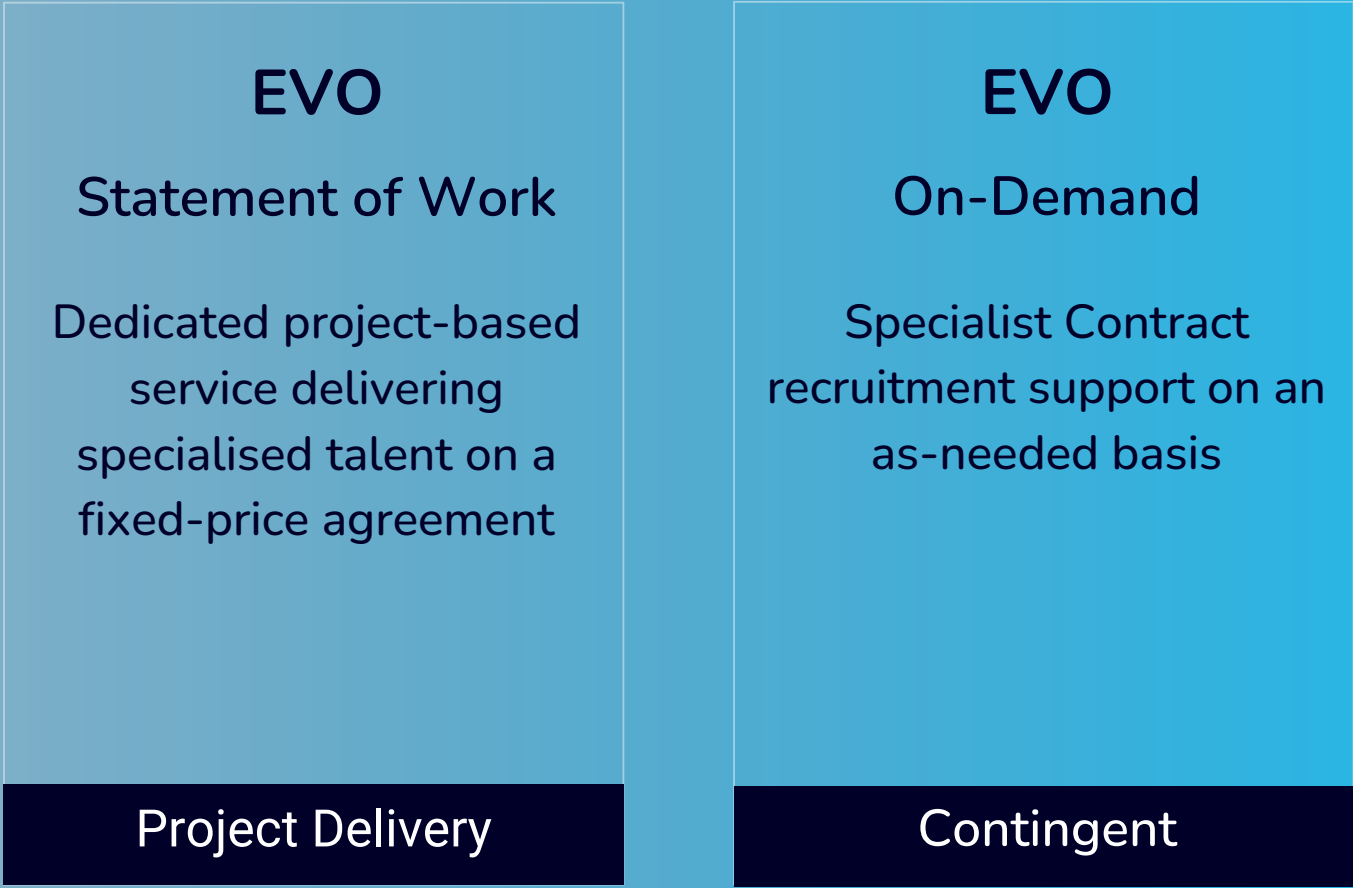 EVO
Statement of Work
Dedicated project-based
service delivering
specialised talent on a
fixed-price agreement
Project Delivery
EVO
On-Demand
Specialist Contract
recruitment support on an
as-needed basis
Contingent